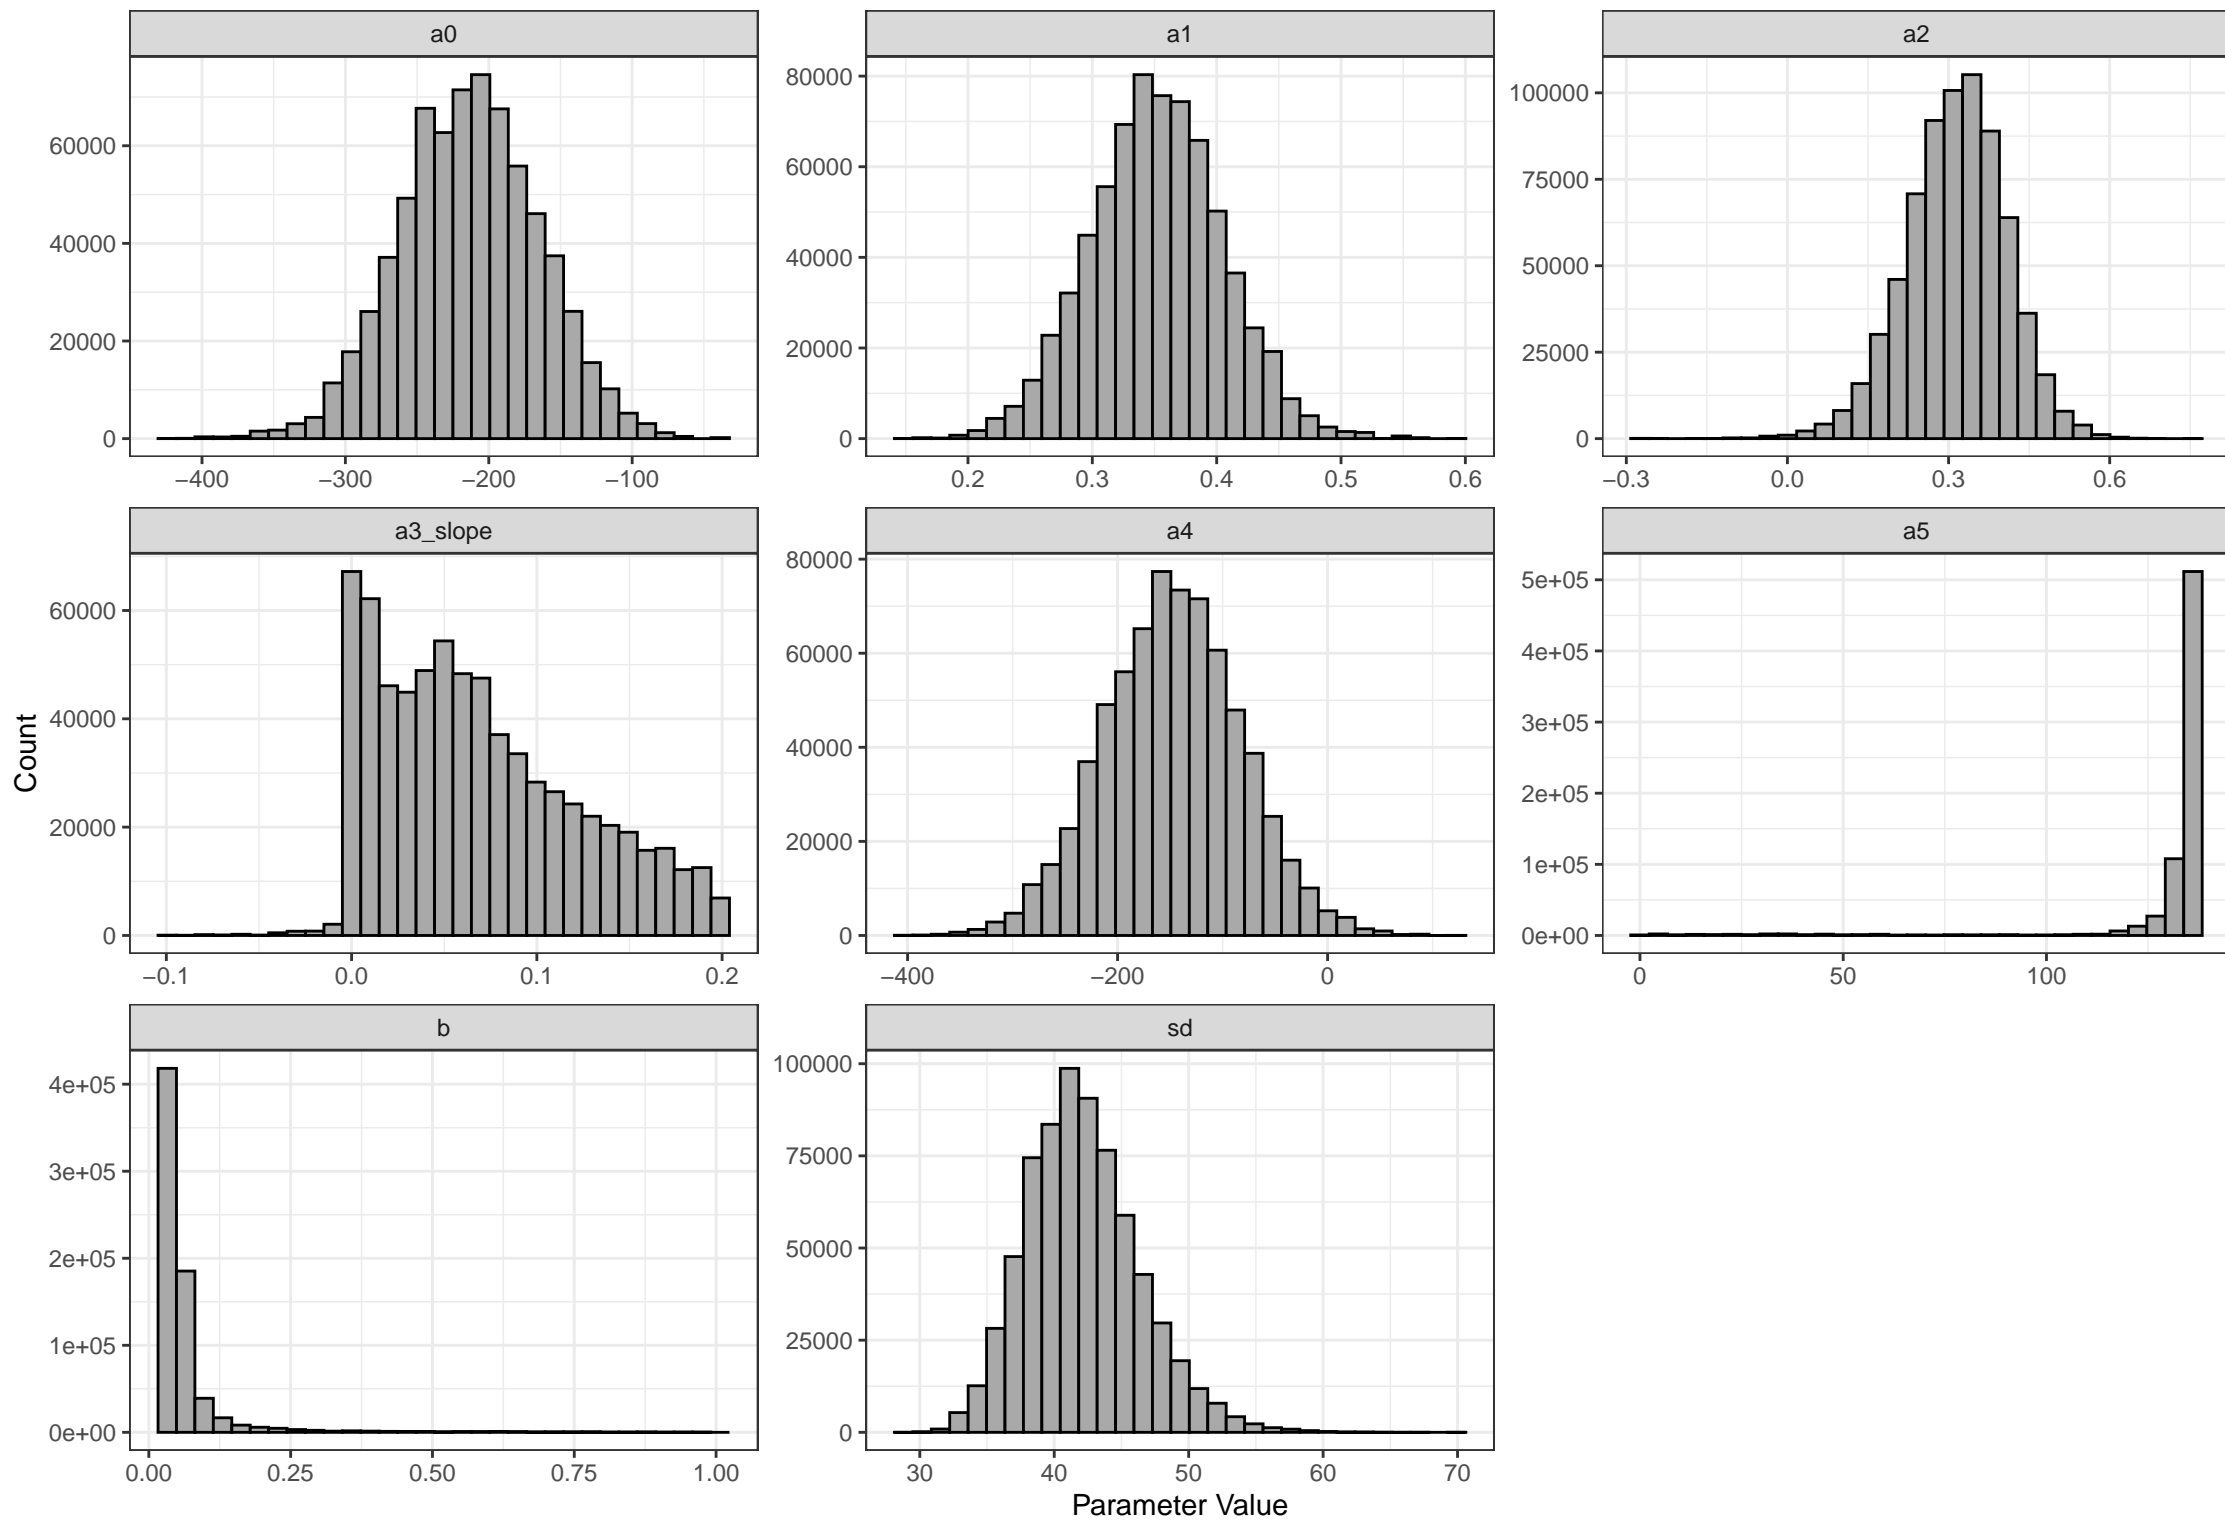 a0
a1
a2
60000
40000
20000
0
−400
−300
−200
−100
80000
60000
40000
20000
0
0.2
0.3
0.4
0.5
0.6
100000
75000
50000
25000
0
−0.3
0.0
0.3
0.6
a3_slope
a4
a5
60000
40000
20000
0
−0.1
0.0
0.1
0.2
80000
60000
40000
20000
0
−400
−200
0
5e+05
4e+05
3e+05
2e+05
1e+05
0e+00
0
50
100
b
sd
4e+05
3e+05
2e+05
1e+05
0e+00
0.00
0.25
0.50
0.75
1.00
100000
75000
50000
25000
0
30
40
50
60
70
Count
Parameter Value